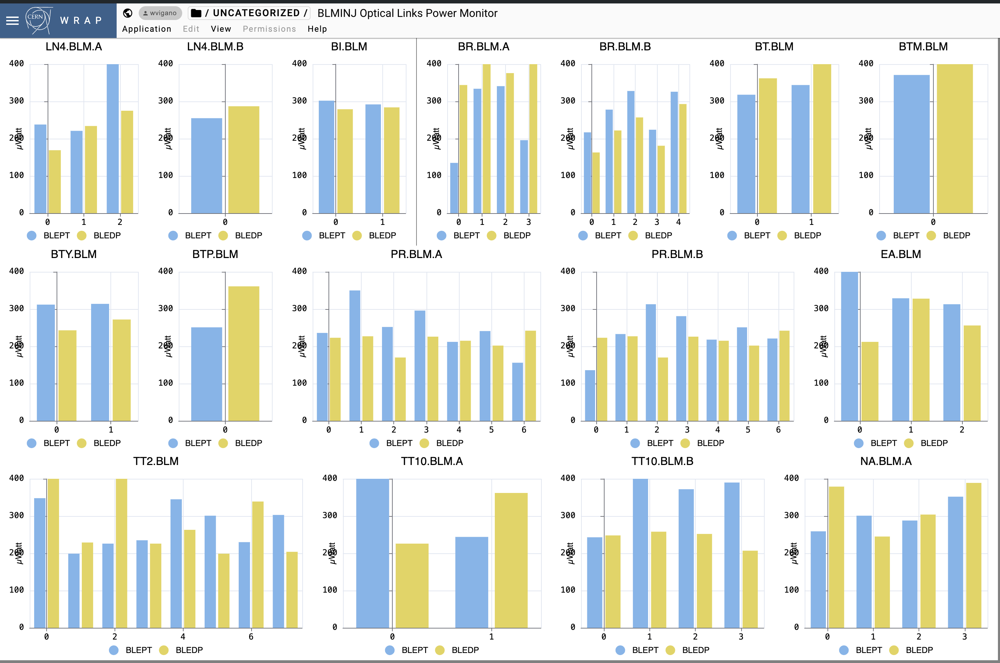 CERN WRAP
wvigano / UNCATEGORIZED / BLMINJ Optical Links Power Monitor
Application Edit View Permissions Help
LN4.BLM.A
400
300
200
100
0
µWatt
0 1 2
BLEPT BLEDP
LN4.BLM.B
400
300
200
100
0
µWatt
0
BLEPT BLEDP
BI.BLM
400
300
200
100
0
µWatt
0 1
BLEPT BLEDP
BR.BLM.A
400
300
200
100
0
µWatt
0 1 2 3
BLEPT BLEDP
BR.BLM.B
400
300
200
100
0
µWatt
0 1 2 3 4
BLEPT BLEDP
BT.BLM
400
300
200
100
0
µWatt
0 1
BLEPT BLEDP
BTM.BLM
400
300
200
100
0
µWatt
0
BLEPT BLEDP
BTY.BLM
400
300
200
100
0
µWatt
0 1
BLEPT BLEDP
BTP.BLM
400
300
200
100
0
µWatt
0
BLEPT BLEDP
PR.BLM.A
400
300
200
100
0
µWatt
0 1 2 3 4 5 6
BLEPT BLEDP
PR.BLM.B
400
300
200
100
0
µWatt
0 1 2 3 4 5 6
BLEPT BLEDP
EA.BLM
400
300
200
100
0
µWatt
0 1 2
BLEPT BLEDP
TT2.BLM
400
300
200
100
0
µWatt
0 2 4 6
BLEPT BLEDP
TT10.BLM.A
400
300
200
100
0
µWatt
0 1
BLEPT BLEDP
TT10.BLM.B
400
300
200
100
0
µWatt
0 1 2 3
BLEPT BLEDP
NA.BLM.A
400
300
200
100
0
µWatt
0 1 2 3
BLEPT BLEDP